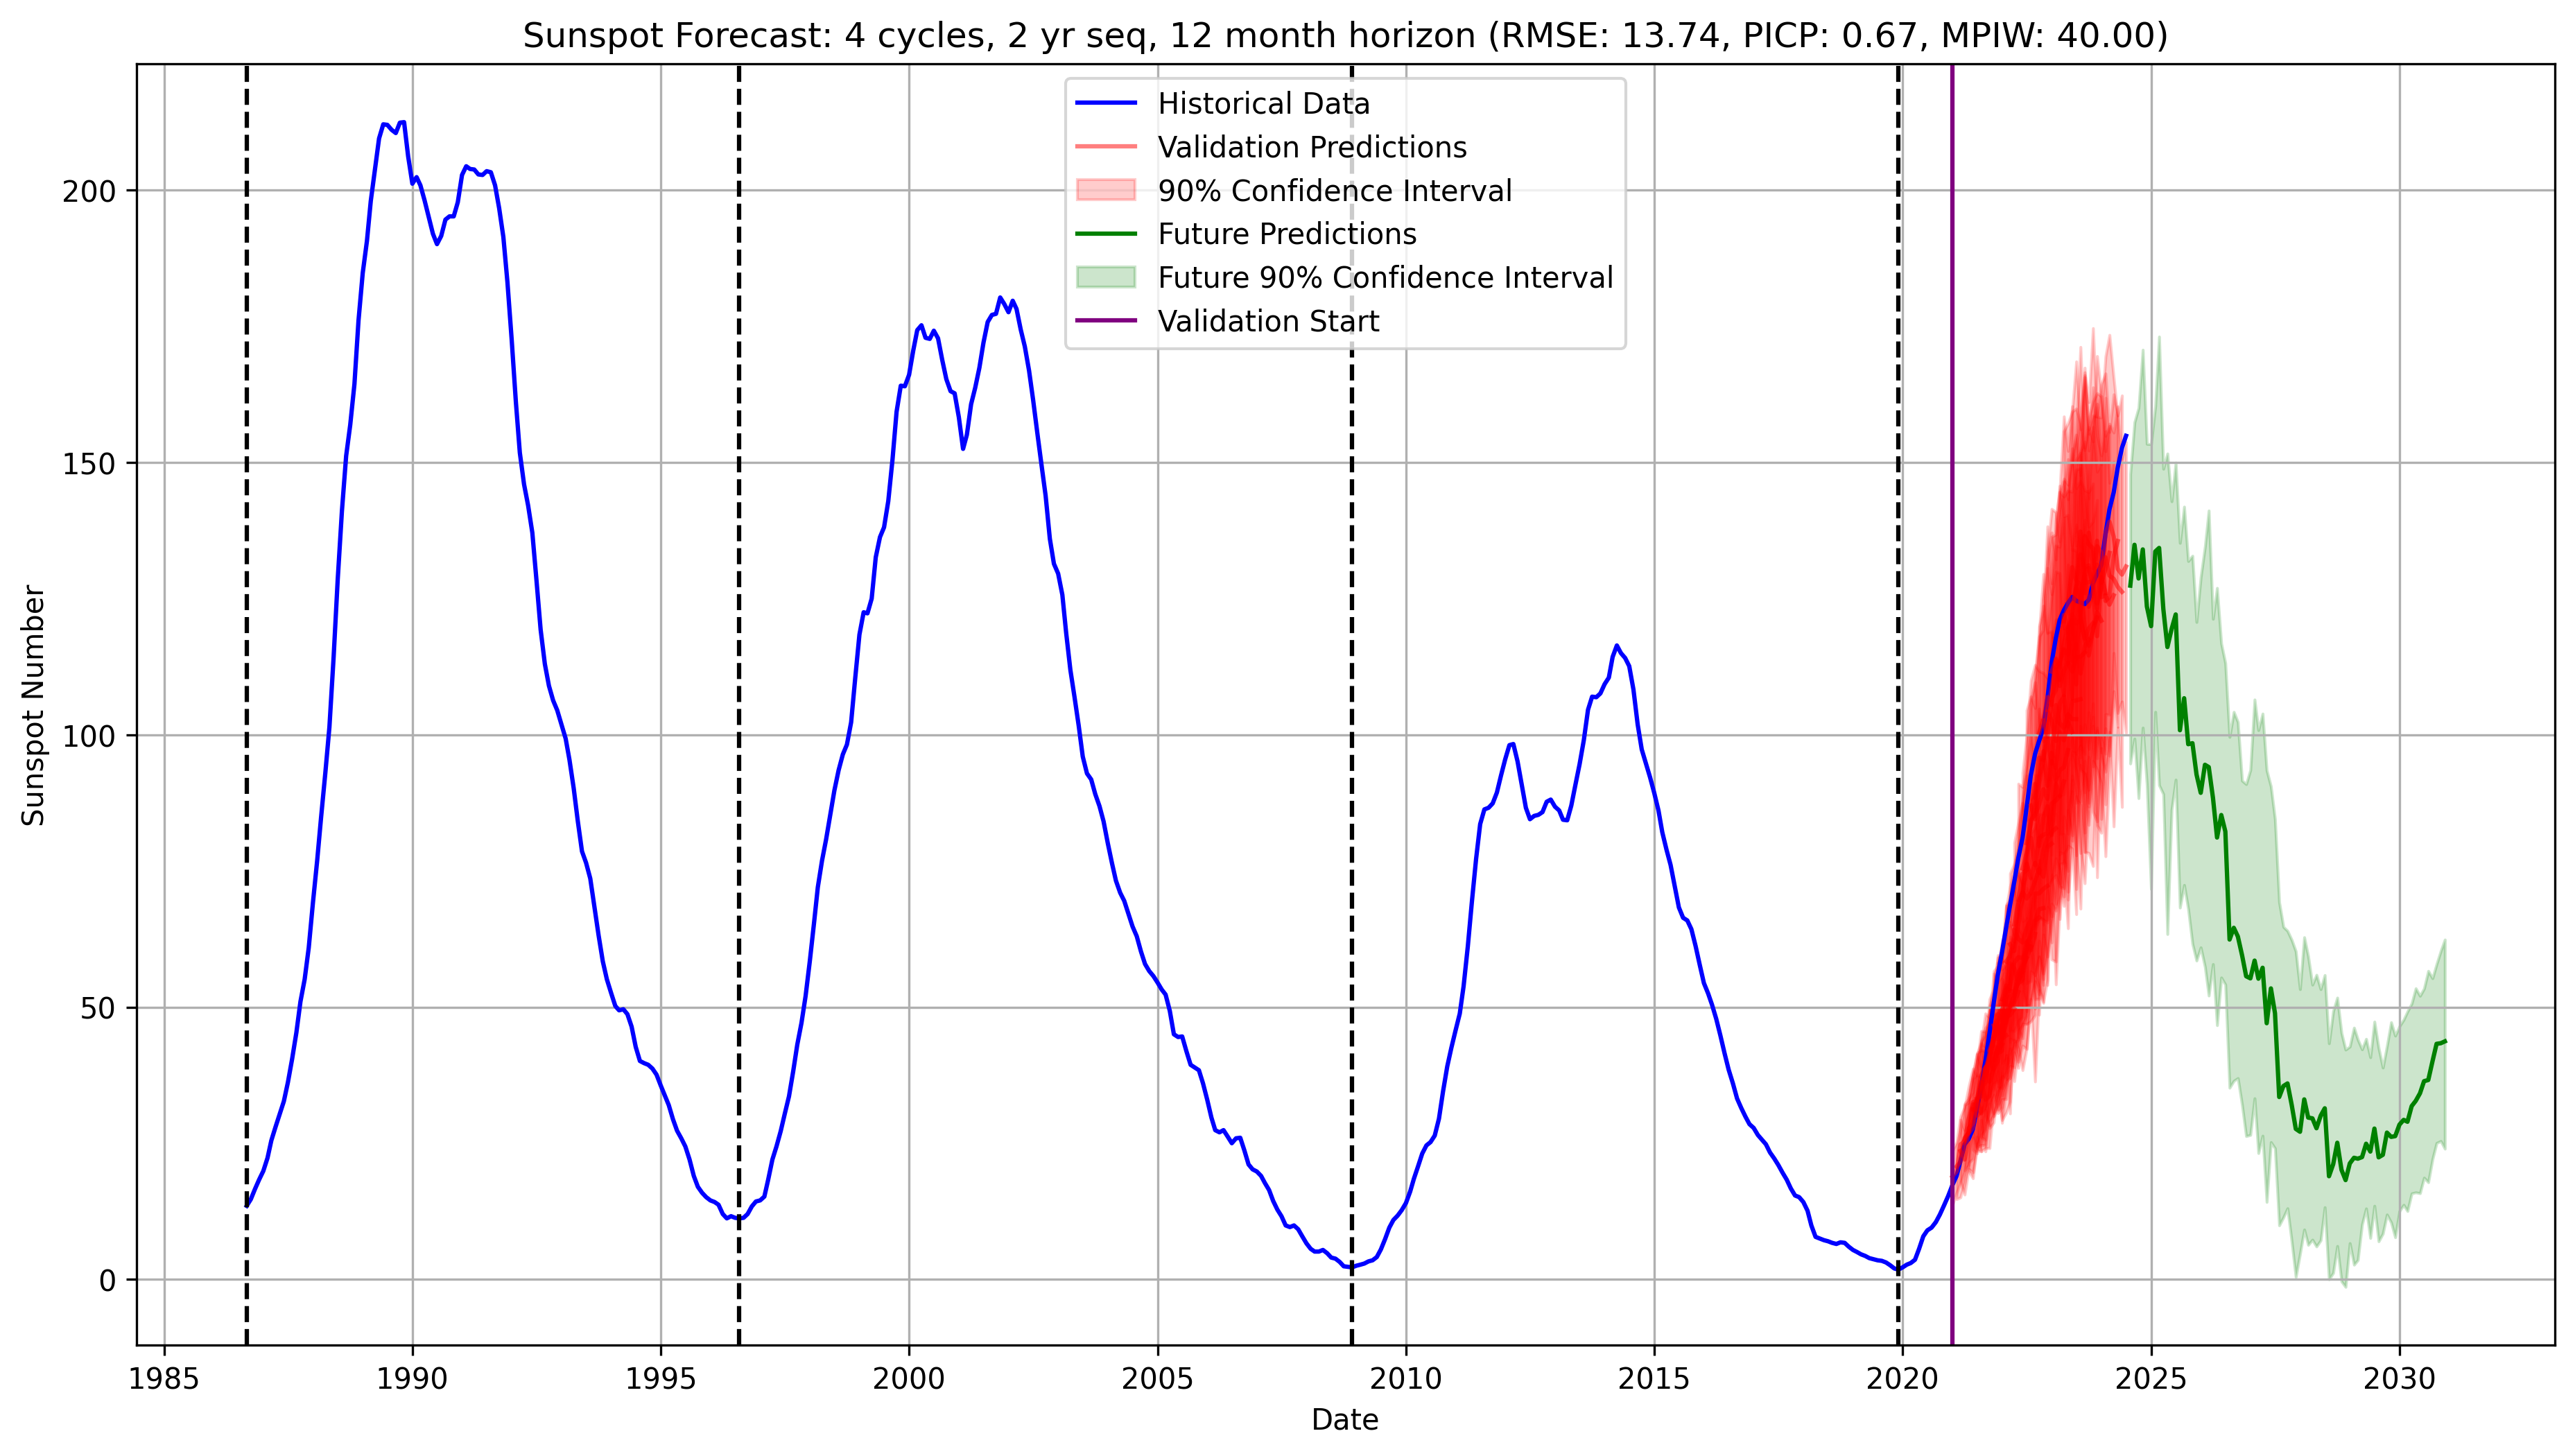 Sunspot Forecast: 4 cycles, 2 yr seq, 12 month horizon (RMSE: 13.74, PICP: 0.67, MPIW: 40.00)
Historical Data
Validation Predictions
90% Confidence Interval
Future Predictions
Future 90% Confidence Interval
Validation Start
Sunspot Number
200
150
100
50
0
1985 1990 1995 2000 2005 2010 2015 2020 2025 2030
Date